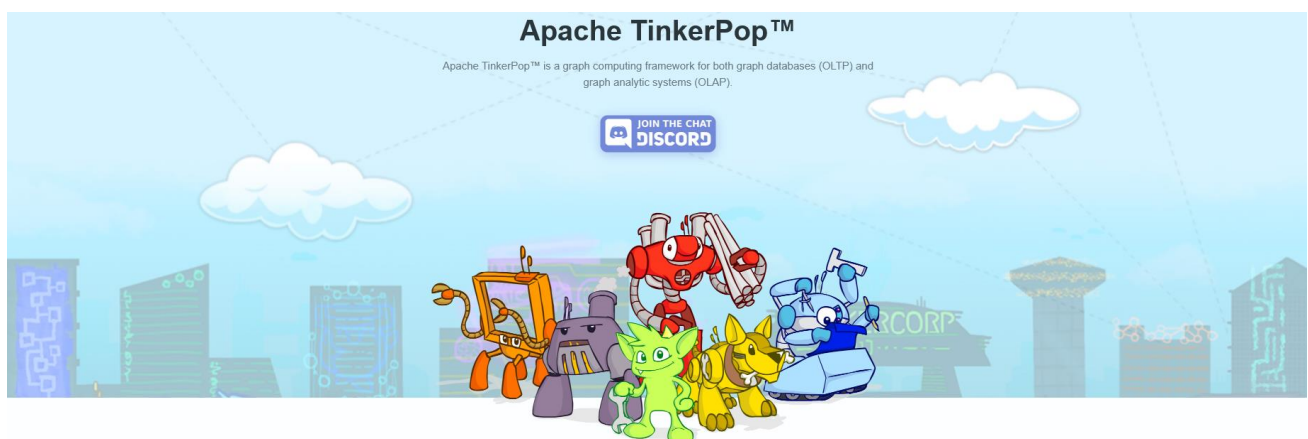 Apache TinkerPop™
Apache TinkerPop™ is a graph computing framework for both graph databases (OLTP) and
graph analytic systems (OLAP).
JOIN THE CHAT
DISCORD